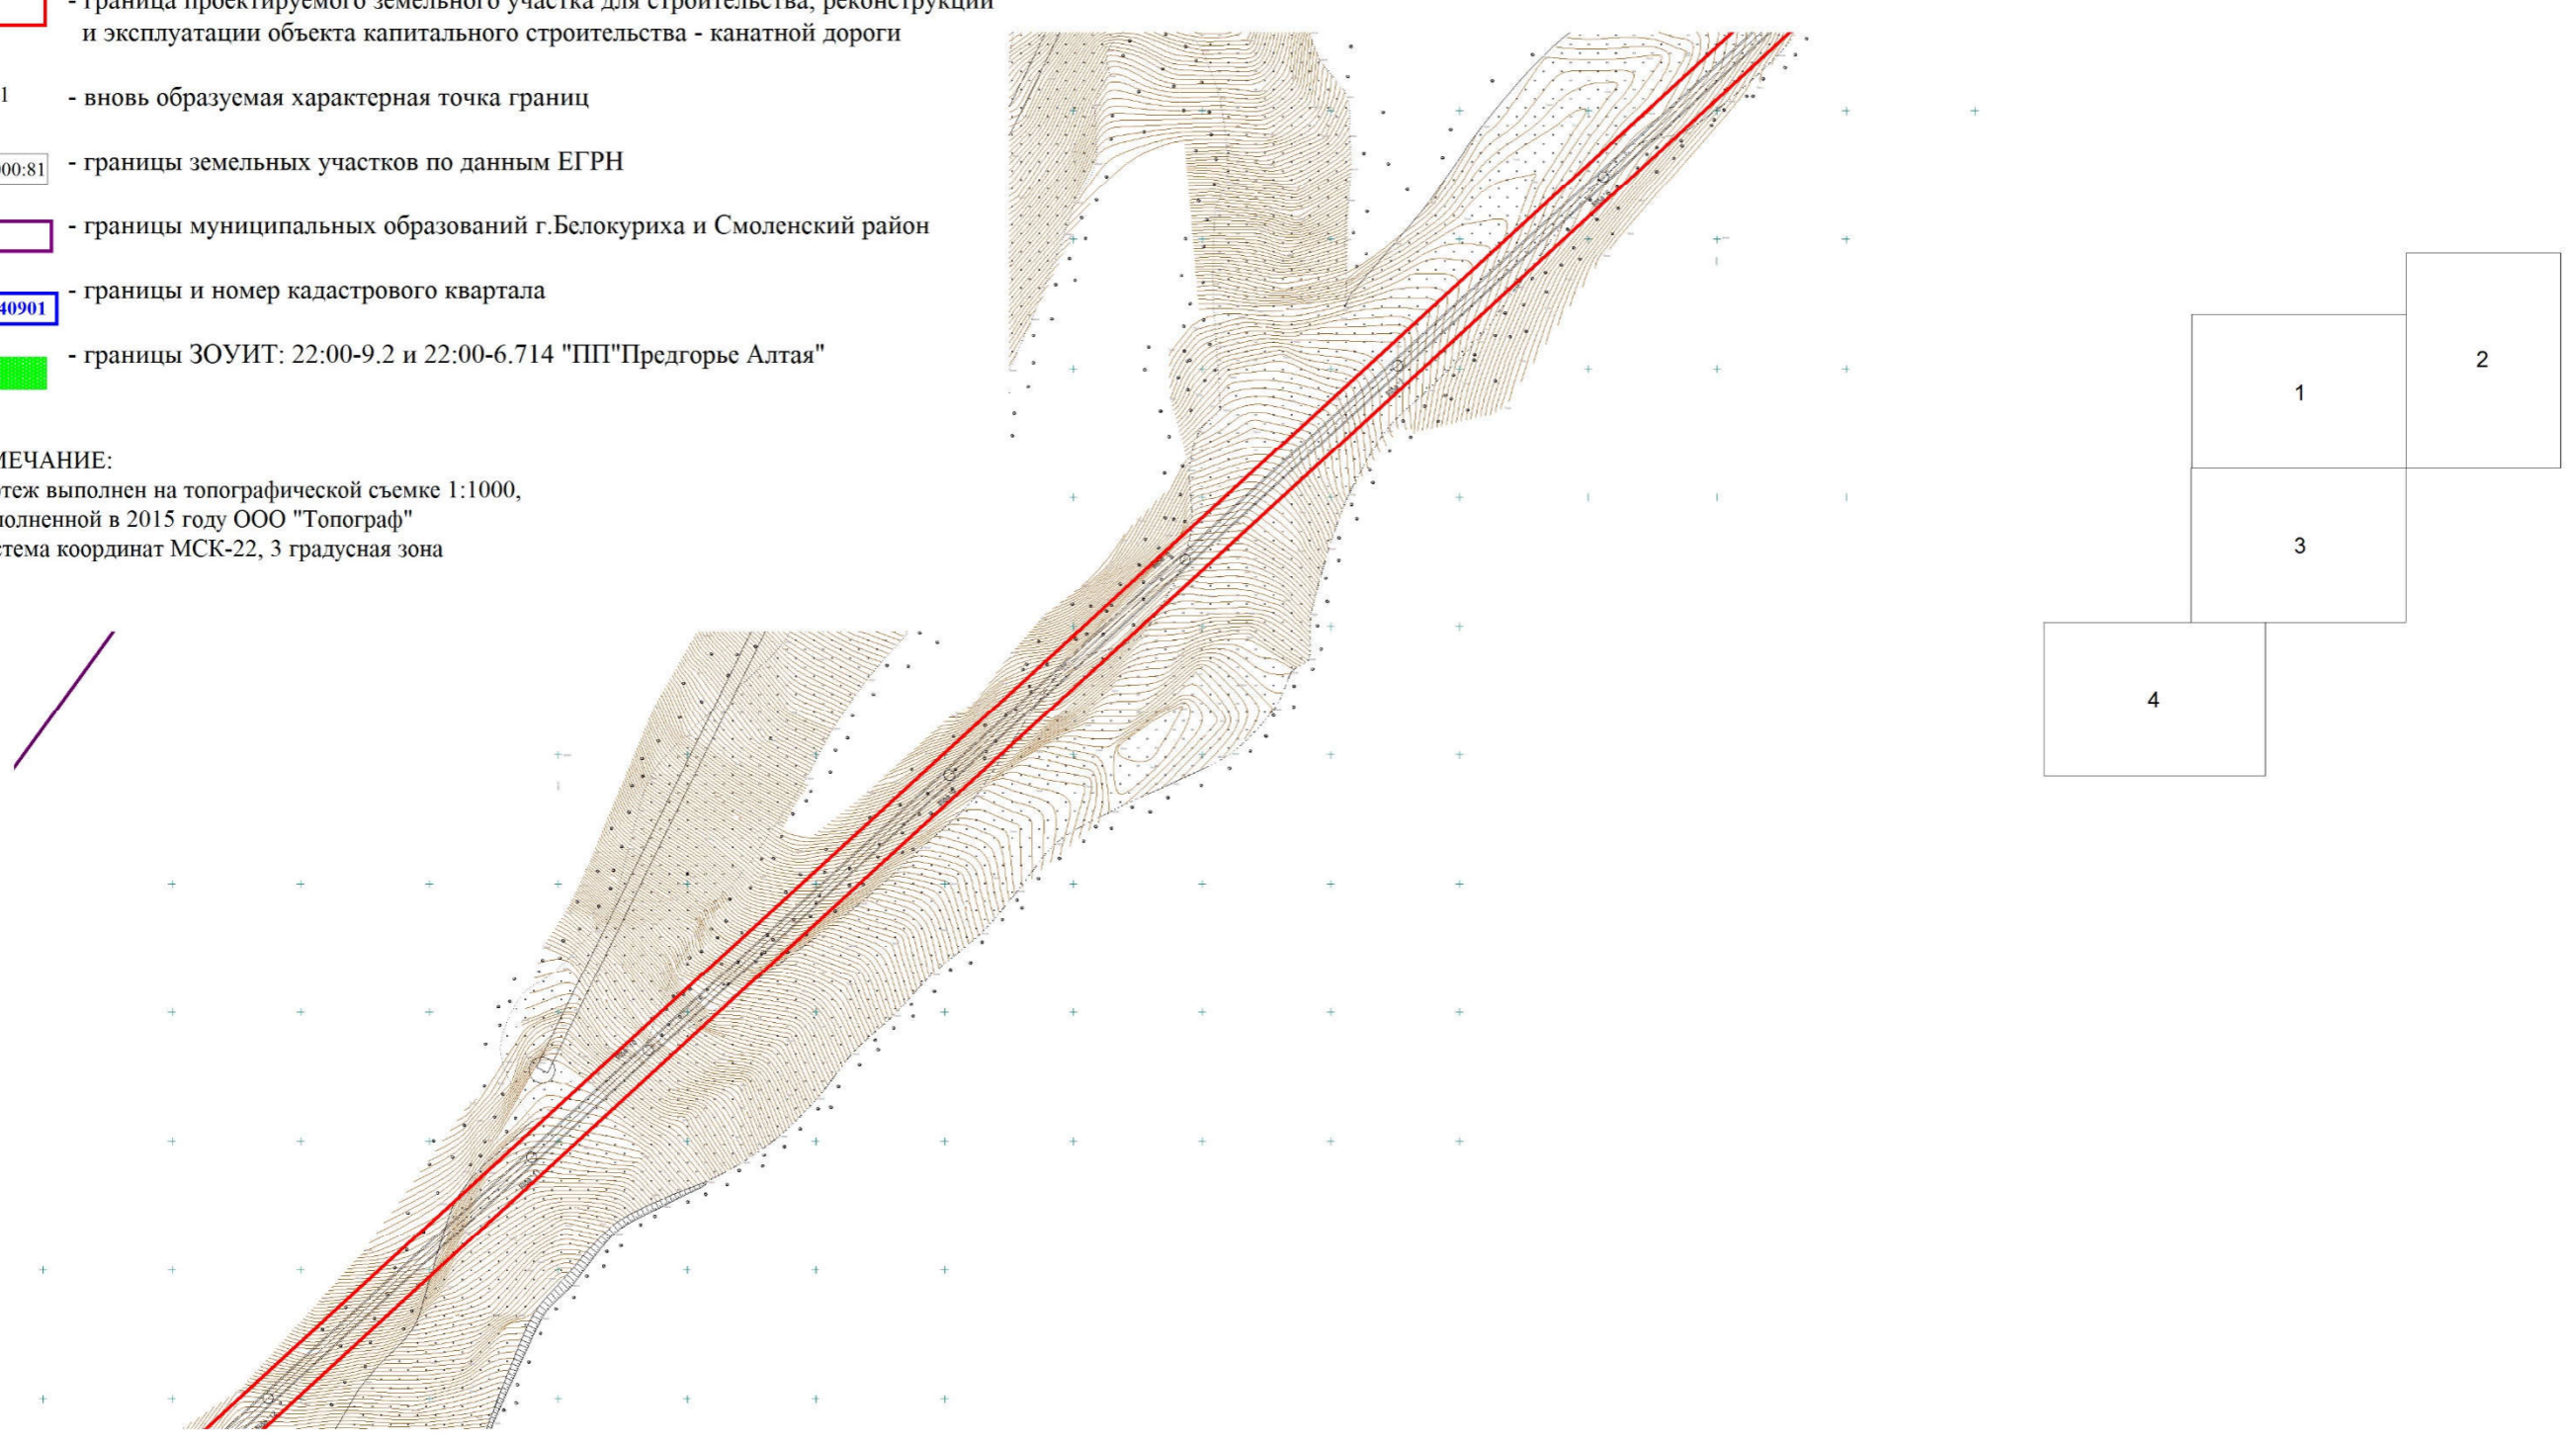 - граница проектируемого земельного участка для строительства, реконструкции
и эксплуатации объекта капитального строительства - канатной дороги
1
- вновь образуемая характерная точка границ
000:81
- границы земельных участков по данным ЕГРН
- границы муниципальных образований г.Белокуриха и Смоленский район
40901
- границы и номер кадастрового квартала
- границы ЗОУИТ: 22:00-9.2 и 22:00-6.714 "ПП"Предгорье Алтая"
МЕЧАНИЕ:
теж выполнен на топографической съемке 1:1000,
полненной в 2015 году ООО "Топограф"
стема координат МСК-22, 3 градусная зона
2
1
3
4